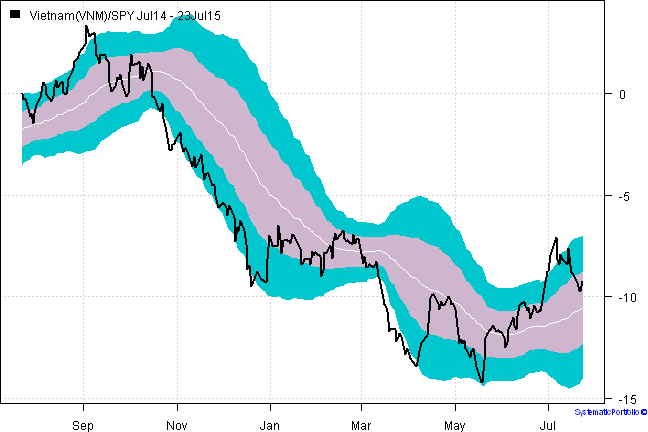 Vietnam(VNM)/SPY Jul14 - 23Jul15
0
-5
-10
-15
SystematicPortfolio ©
Sep Nov Jan Mar May Jul